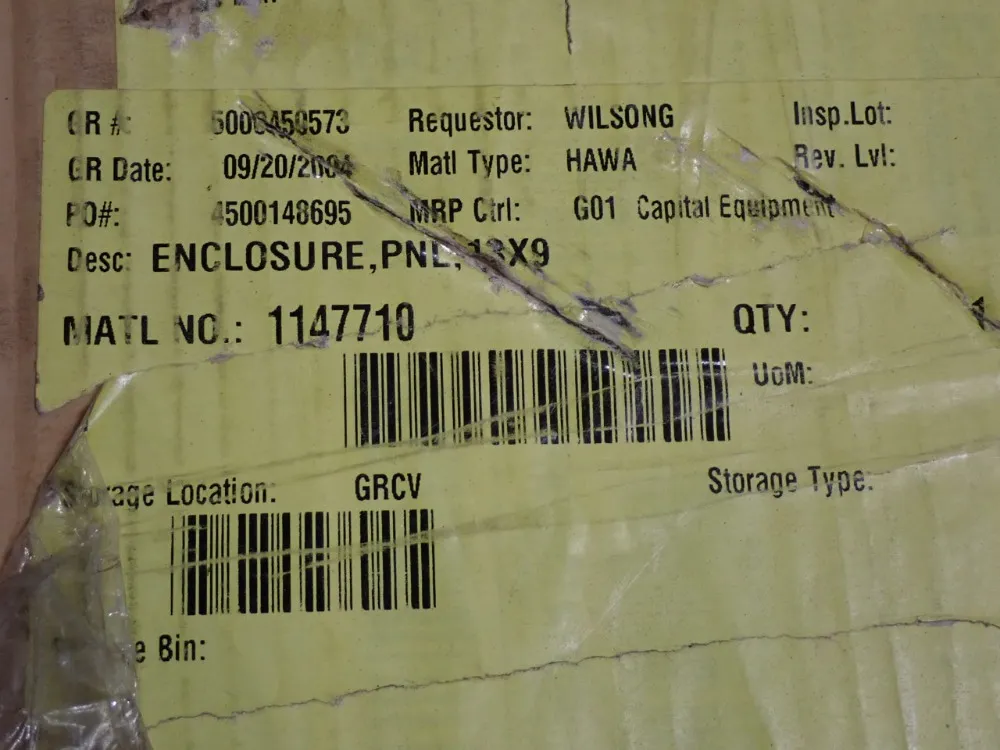 GR #: 5000450573 Requestor: WILSONG Insp.Lot:
GR Date: 09/20/2004 Matl Type: HAWA Rev. Lvl:
PO#: 4500148695 MRP Ctrl: G01 Capital Equipment
Desc: ENCLOSURE,PNL,13X9
MATL NO.: 1147710 QTY:
UoM:
Storage Location: GRCV Storage Type:
e Bin: